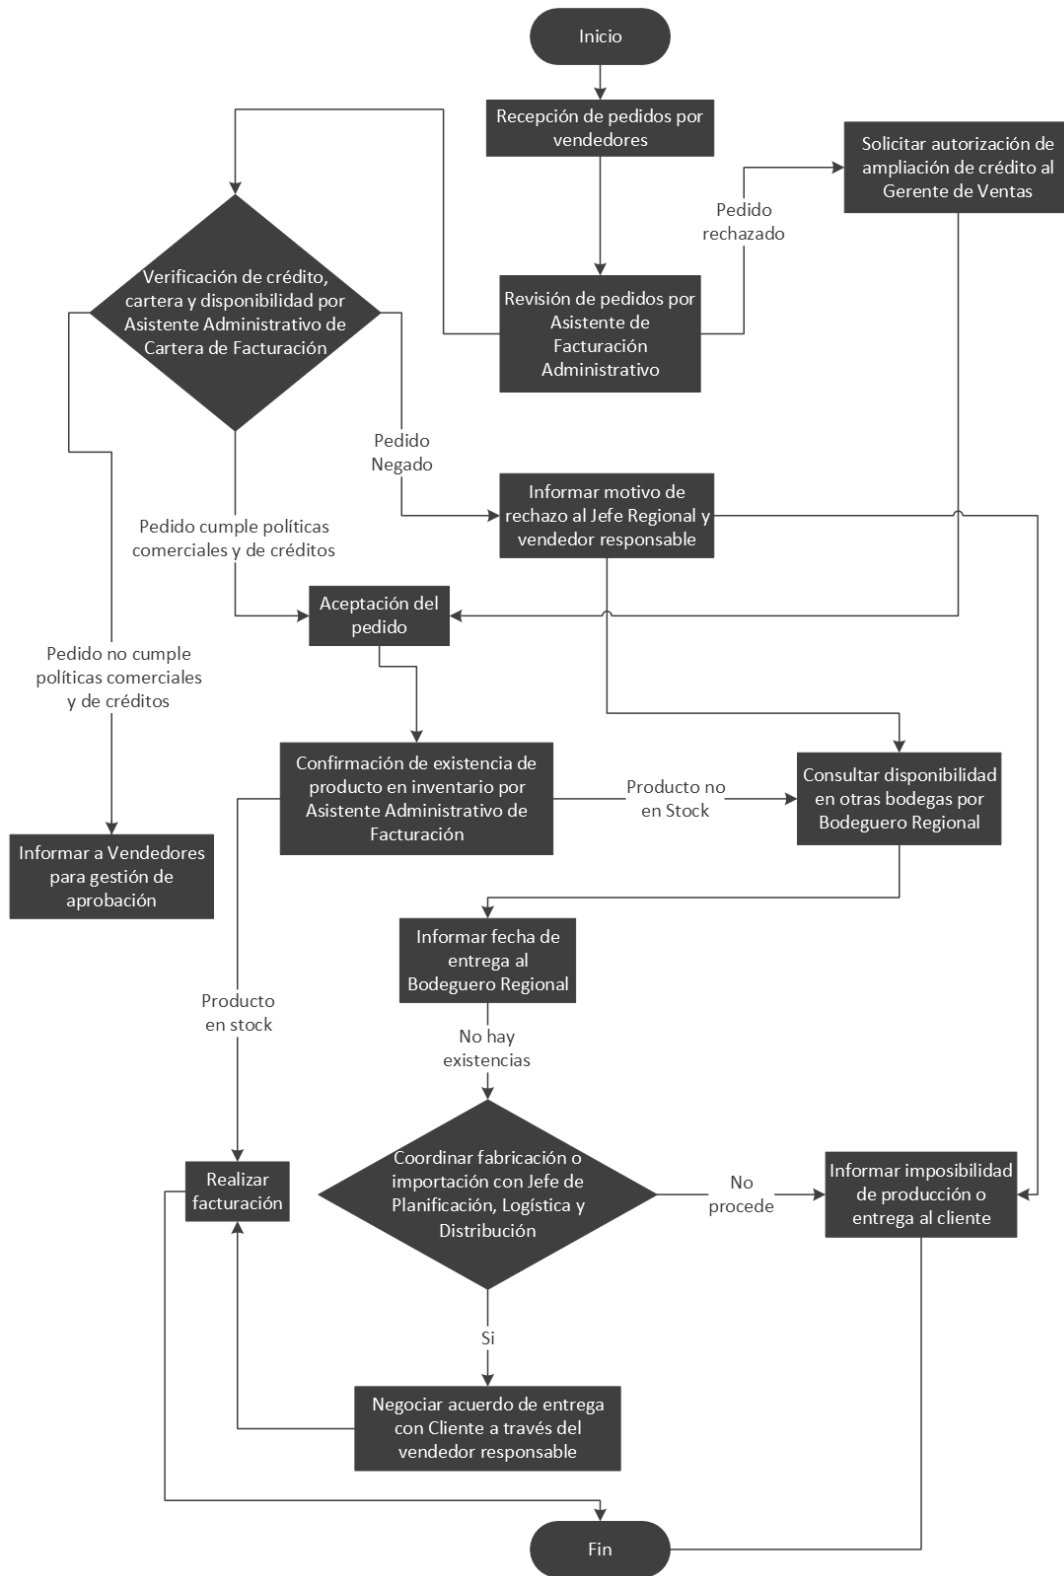 Inicio
Recepción de pedidos por
vendedores
Solicitar autorización de
ampliación de crédito al
Gerente de Ventas
Pedido
rechazado
Verificación de crédito,
cartera y disponibilidad por
Asistente Administrativo de
Cartera de Facturación
Revisión de pedidos por
Asistente de
Facturación
Administrativo
Pedido
Negado
Informar motivo de
rechazo al Jefe Regional y
vendedor responsable
Pedido cumple políticas
comerciales y de créditos
Aceptación del
pedido
Pedido no cumple
políticas comerciales
y de créditos
Confirmación de existencia de
producto en inventario por
Asistente Administrativo de
Facturación
Producto no
en Stock
Consultar disponibilidad
en otras bodegas por
Bodeguero Regional
Informar a Vendedores
para gestión de
aprobación
Informar fecha de
entrega al
Bodeguero Regional
Producto
en stock
No hay
existencias
Coordinar fabricación o
importación con Jefe de
Planificación, Logística y
Distribución
No
procede
Informar imposibilidad
de producción o
entrega al cliente
Realizar
facturación
Si
Negociar acuerdo de entrega
con Cliente a través del
vendedor responsable
Fin